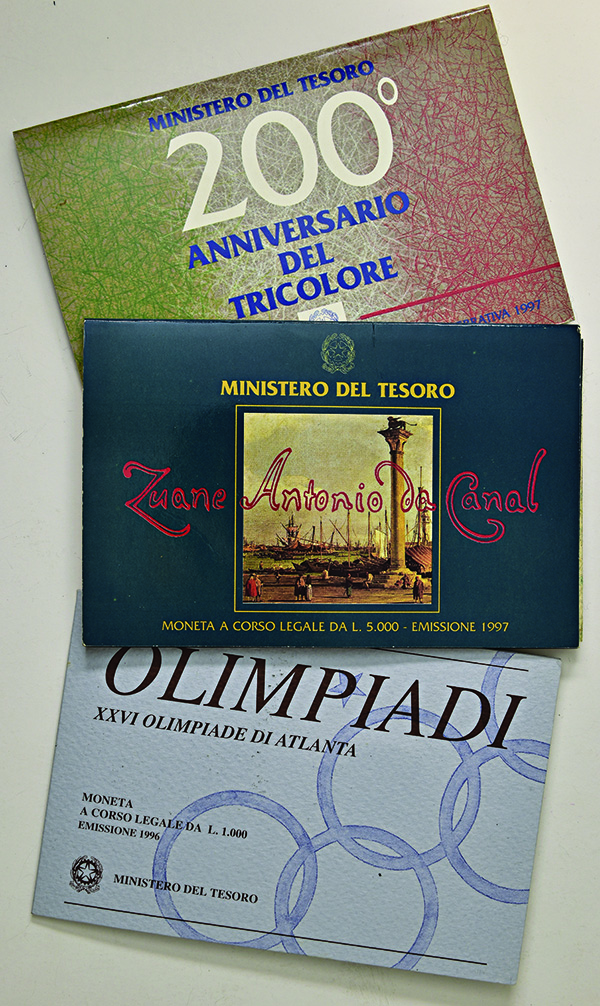 MINISTERO DEL TESORO
200°
ANNIVERSARIO
DEL
TRICOLORE
1997
MINISTERO DEL TESORO
Zuane Antonio da Canal
MONETA A CORSO LEGALE DA L. 5.000 - EMISSIONE 1997
OLIMPIADI
XXVI OLIMPIADE DI ATLANTA
MONETA
A CORSO LEGALE DA L. 1.000
EMISSIONE 1996
MINISTERO DEL TESORO